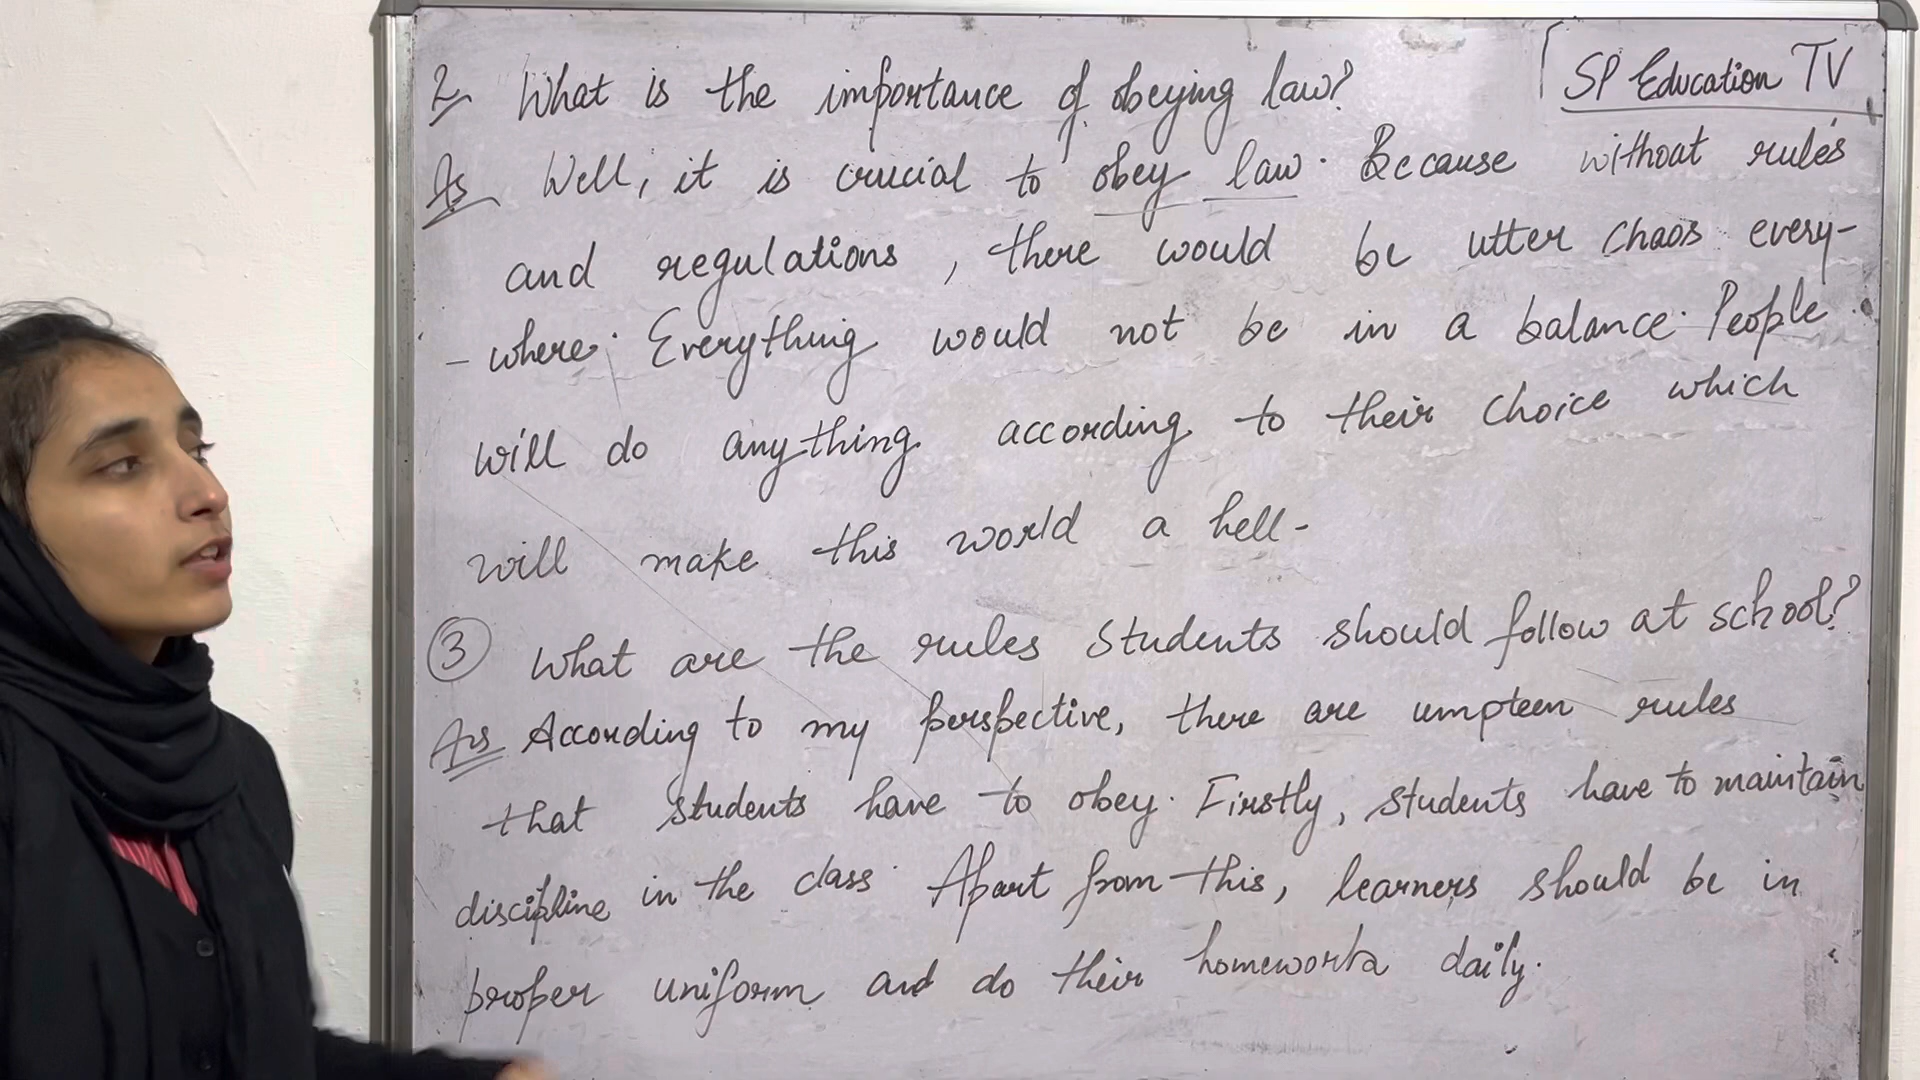 2 What is the importance of obeying law?
SP Education TV
As Well, it is crucial to obey law. Because without rules
and regulations, there would be utter chaos every-
- where. Everything would not be in a balance. People
will do anything according to their choice which
will make this world a hell-
3 What are the rules students should follow at school?
Ans According to my perspective, there are umpteen rules
that students have to obey. Firstly, students have to maintain
discipline in the class. Apart from this, learners should be in
proper uniform and do their homework daily.